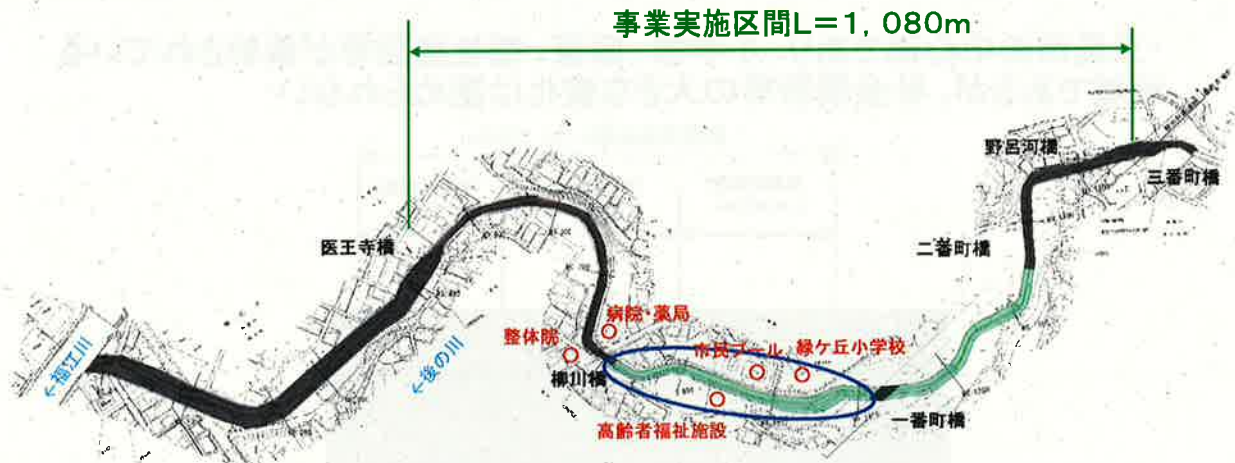 事業実施区間L=1,080m
野呂河橋
三番町橋
医王寺橋
二番町橋
病院・薬局
整体院
市民プール
緑ケ丘小学校
←福江川
←後の川
柳川橋
一番町橋
高齢者福祉施設